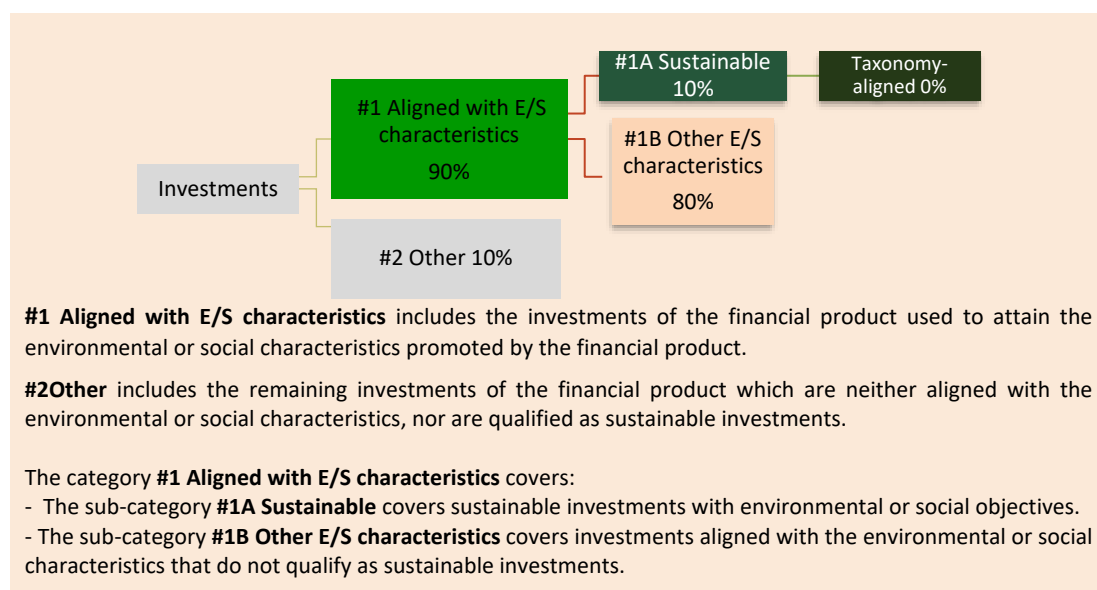 #1A Sustainable
10%
Taxonomy-
aligned 0%
#1 Aligned with E/S
characteristics
90%
#1B Other E/S
characteristics
80%
Investments
#2 Other 10%
#1 Aligned with E/S characteristics includes the investments of the financial product used to attain the
environmental or social characteristics promoted by the financial product.
#2Other includes the remaining investments of the financial product which are neither aligned with the
environmental or social characteristics, nor are qualified as sustainable investments.
The category #1 Aligned with E/S characteristics covers:
- The sub-category #1A Sustainable covers sustainable investments with environmental or social objectives.
- The sub-category #1B Other E/S characteristics covers investments aligned with the environmental or social
characteristics that do not qualify as sustainable investments.